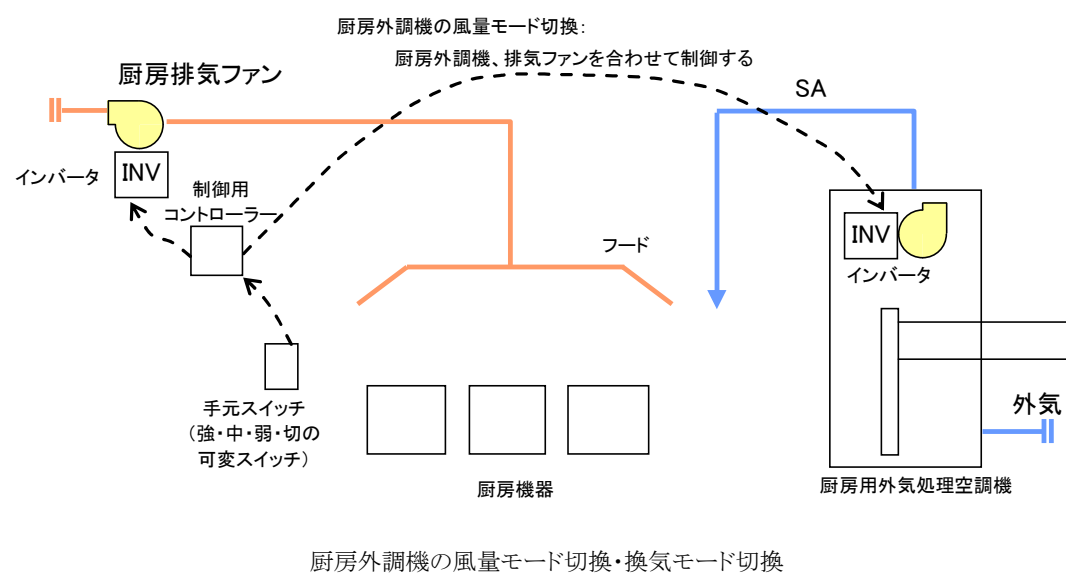 厨房外調機の風量モード切換：
厨房外調機、排気ファンを合わせて制御する
厨房排気ファン
SA
インバータ
INV
制御用
コントローラー
フード
INV
インバータ
外気
手元スイッチ
（強・中・弱・切の
可変スイッチ）
厨房機器
厨房用外気処理空調機
厨房外調機の風量モード切換・換気モード切換